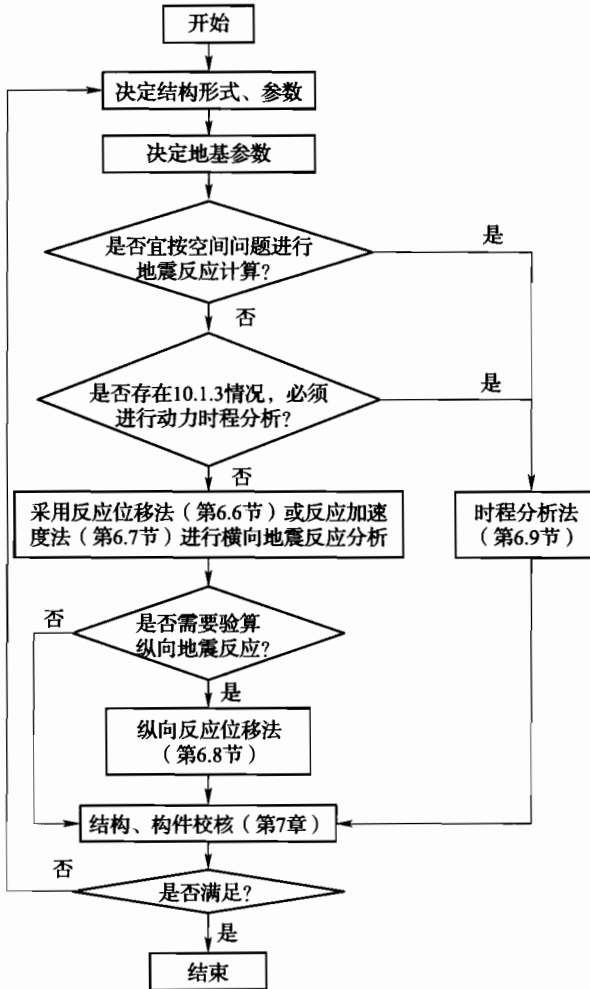 开始
决定结构形式、参数
决定地基参数
是否宜按空间问题进行
地震反应计算？
是
否
是否存在10.1.3情况，必须
进行动力时程分析？
是
否
采用反应位移法（第6.6节）或反应加速
度法（第6.7节）进行横向地震反应分析
时程分析法
（第6.9节）
否
是否需要验算
纵向地震反应？
是
纵向反应位移法
（第6.8节）
结构、构件校核（第7章）
否
是否满足？
是
结束